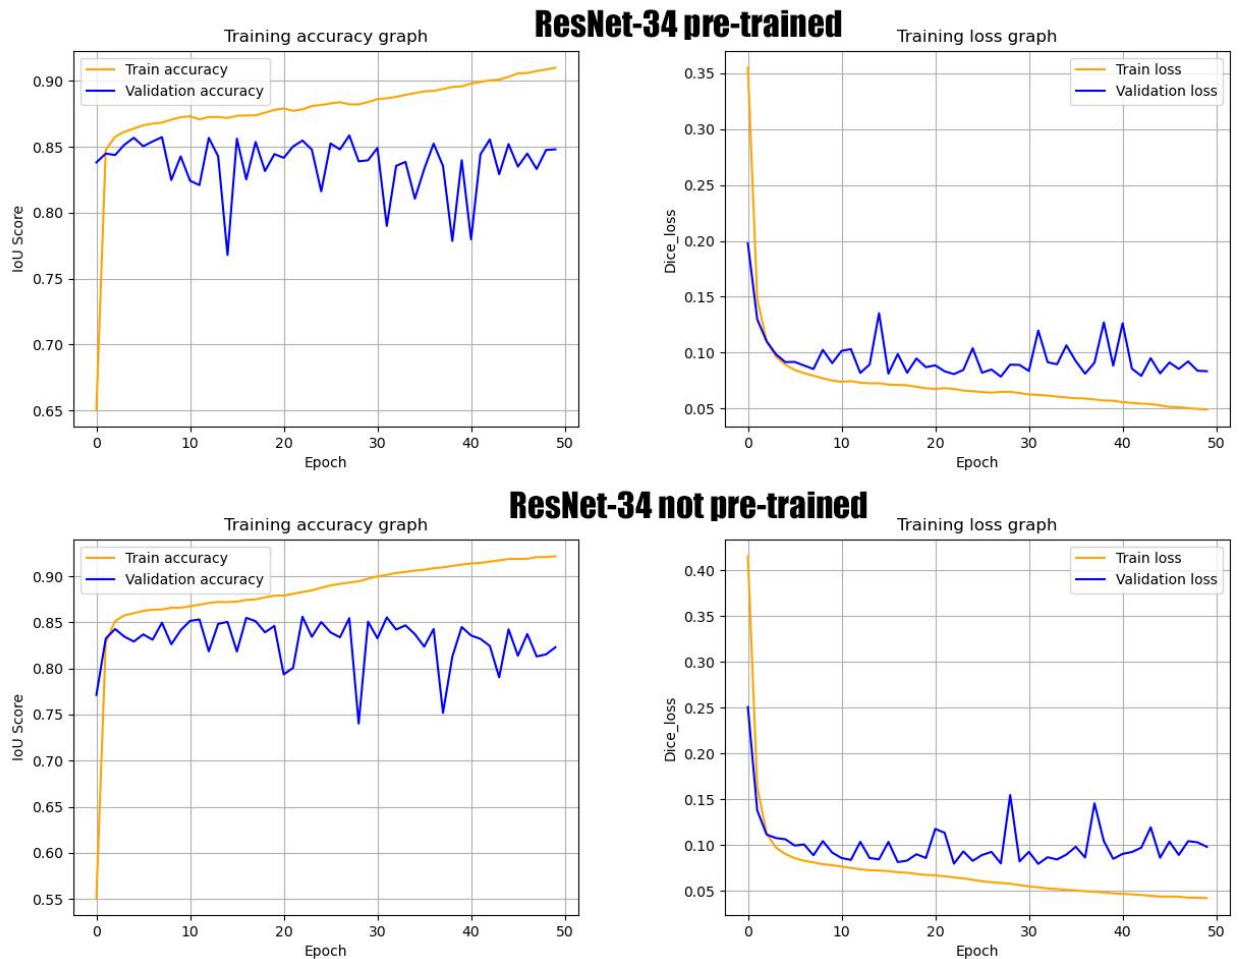 ResNet-34 pre-trained
Training accuracy graph
Train accuracy
Validation accuracy
IoU Score
0.90
0.85
0.80
0.75
0.70
0.65
0 10 20 30 40 50
Epoch
Training loss graph
Train loss
Validation loss
Dice_loss
0.35
0.30
0.25
0.20
0.15
0.10
0.05
0 10 20 30 40 50
Epoch
ResNet-34 not pre-trained
Training accuracy graph
Train accuracy
Validation accuracy
IoU Score
0.90
0.85
0.80
0.75
0.70
0.65
0.60
0.55
0 10 20 30 40 50
Epoch
Training loss graph
Train loss
Validation loss
Dice_loss
0.40
0.35
0.30
0.25
0.20
0.15
0.10
0.05
0 10 20 30 40 50
Epoch